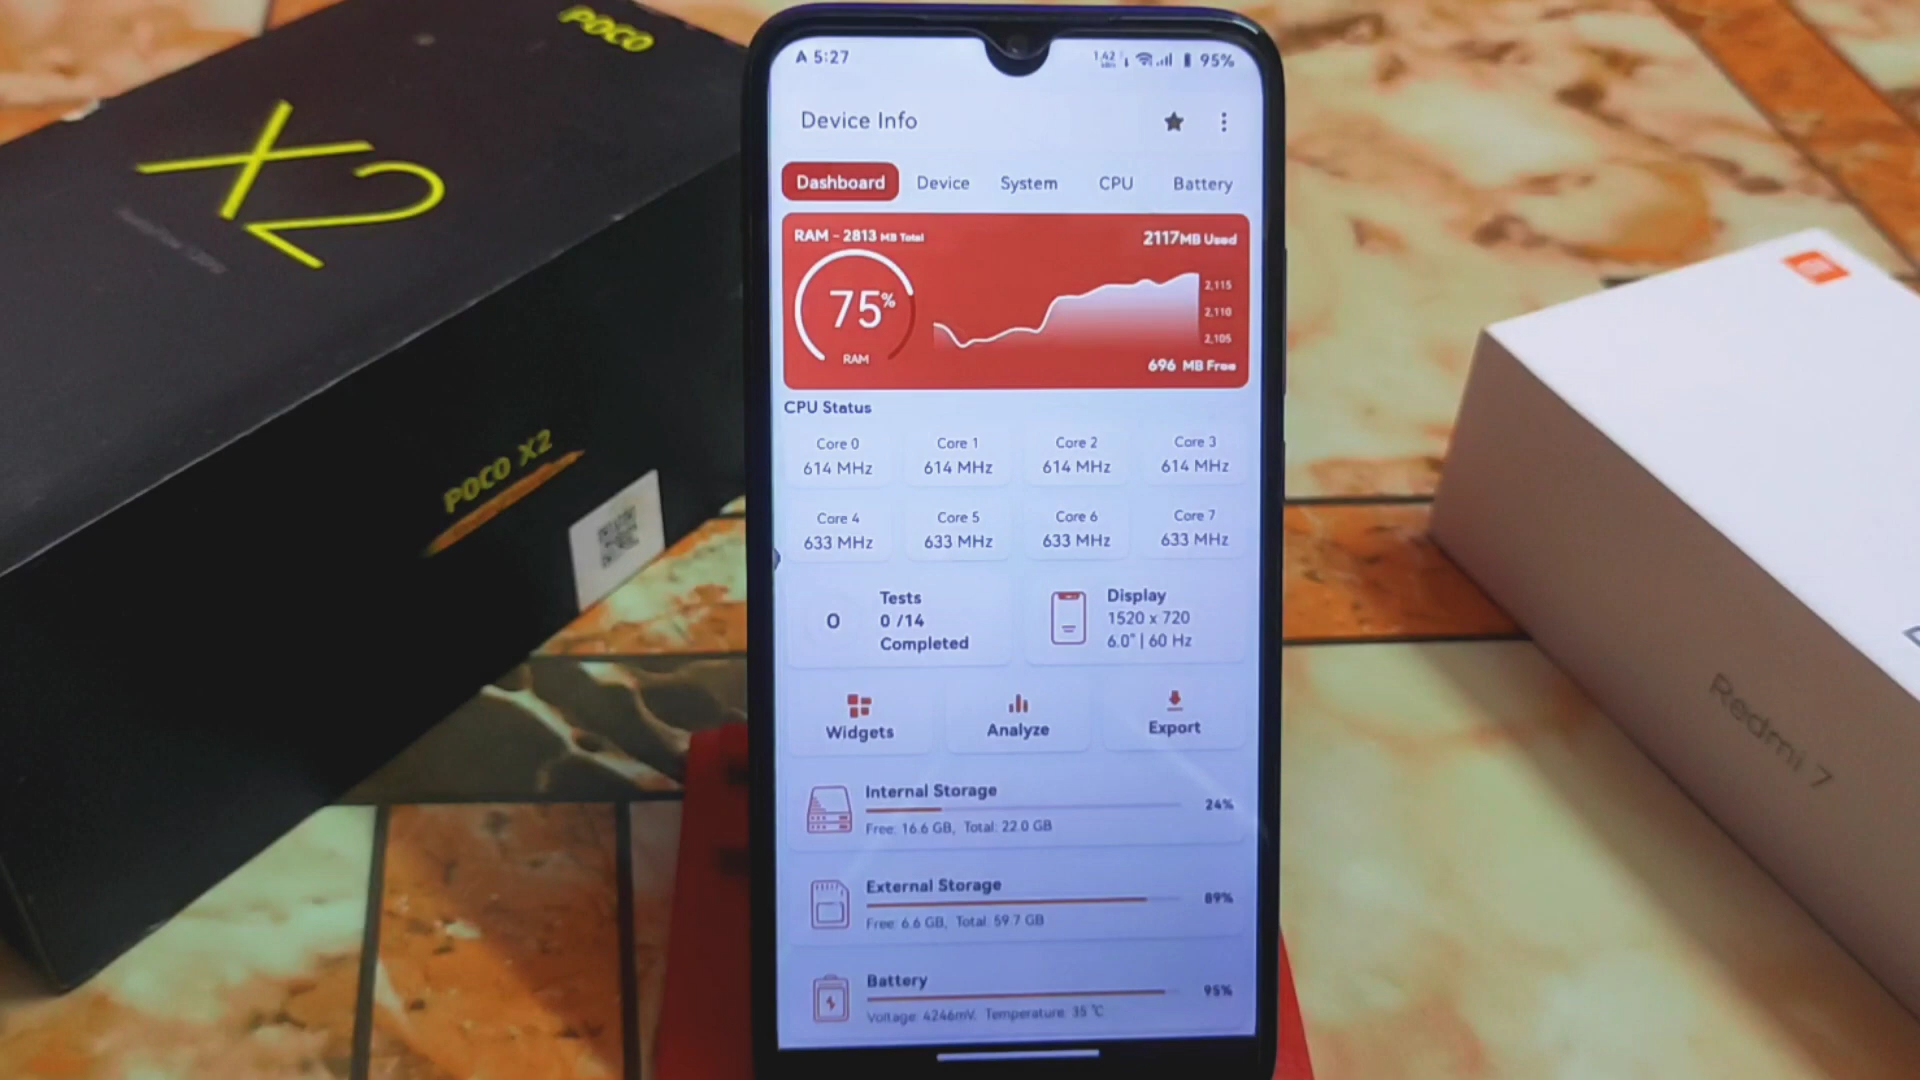 POCO
X2
POCO X2
A 5:27
95%
Device Info
Dashboard Device System CPU Battery
RAM - 2813 MB Total
2117MB Used
75%
RAM
2,115
2,110
2,105
696 MB Free
CPU Status
Core 0 Core 1 Core 2 Core 3
614 MHz 614 MHz 614 MHz 614 MHz
Core 4 Core 5 Core 6 Core 7
633 MHz 633 MHz 633 MHz 633 MHz
0
Tests
0 /14
Completed
Display
1520 x 720
6.0" | 60 Hz
Widgets Analyze Export
Internal Storage
24%
Free: 16.6 GB, Total: 22.0 GB
External Storage
89%
Free: 6.6 GB, Total: 59.7 GB
Battery
95%
Voltage: 4246mV, Temperature: 35 °C
Redmi 7